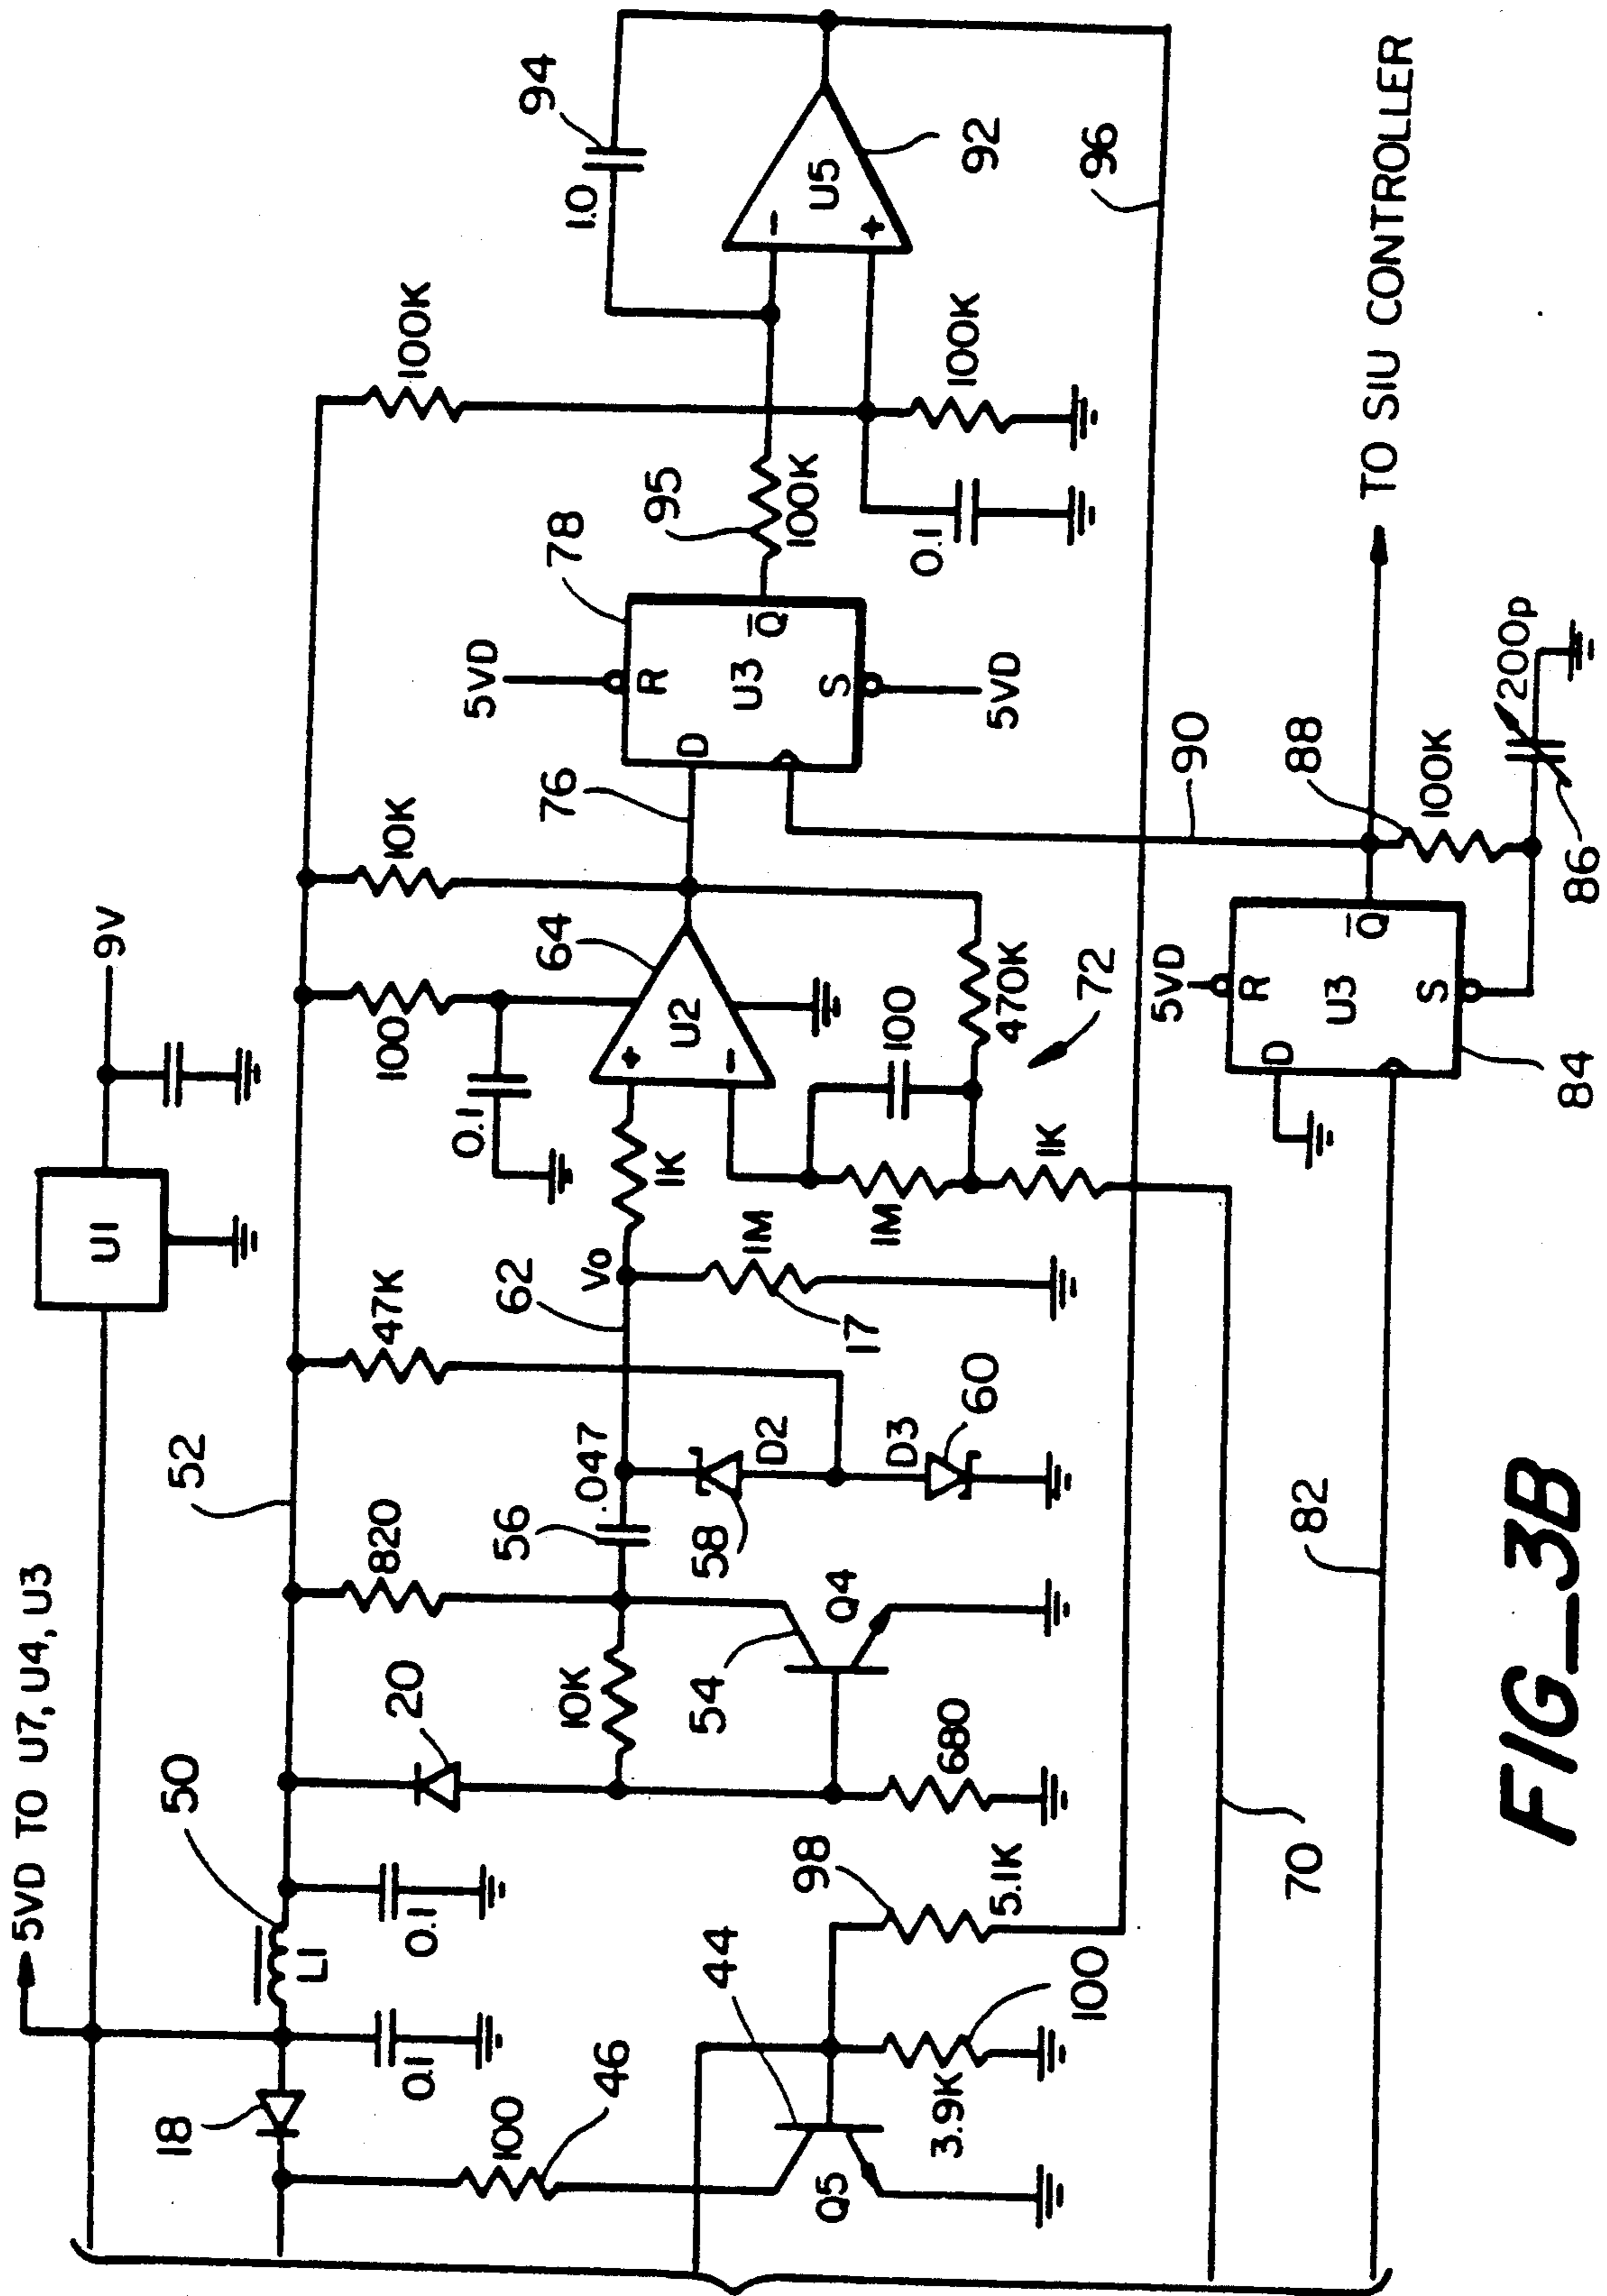 5VD TO U7, U4, U3
U1
9V
50
52
18
L1
0.1
0.1
20
820
47K
100
10K
100K
46
100
44
Q5
3.9K
100
98
5.1K
680
10K
54
Q4
56
.047
58
D2
D3
60
62
Vo
17
1M
1K
0.1
+
-
U2
64
1M
100
470K
1K
72
76
78
5VD
R
D
U3
Q̅
S
5VD
95
100K
0.1
100K
1.0
94
-
+
U5
92
96
70
82
5VD
R
D
U3
Q̅
S
84
90
88
100K
86
200p
TO SIU CONTROLLER
FIG_3B